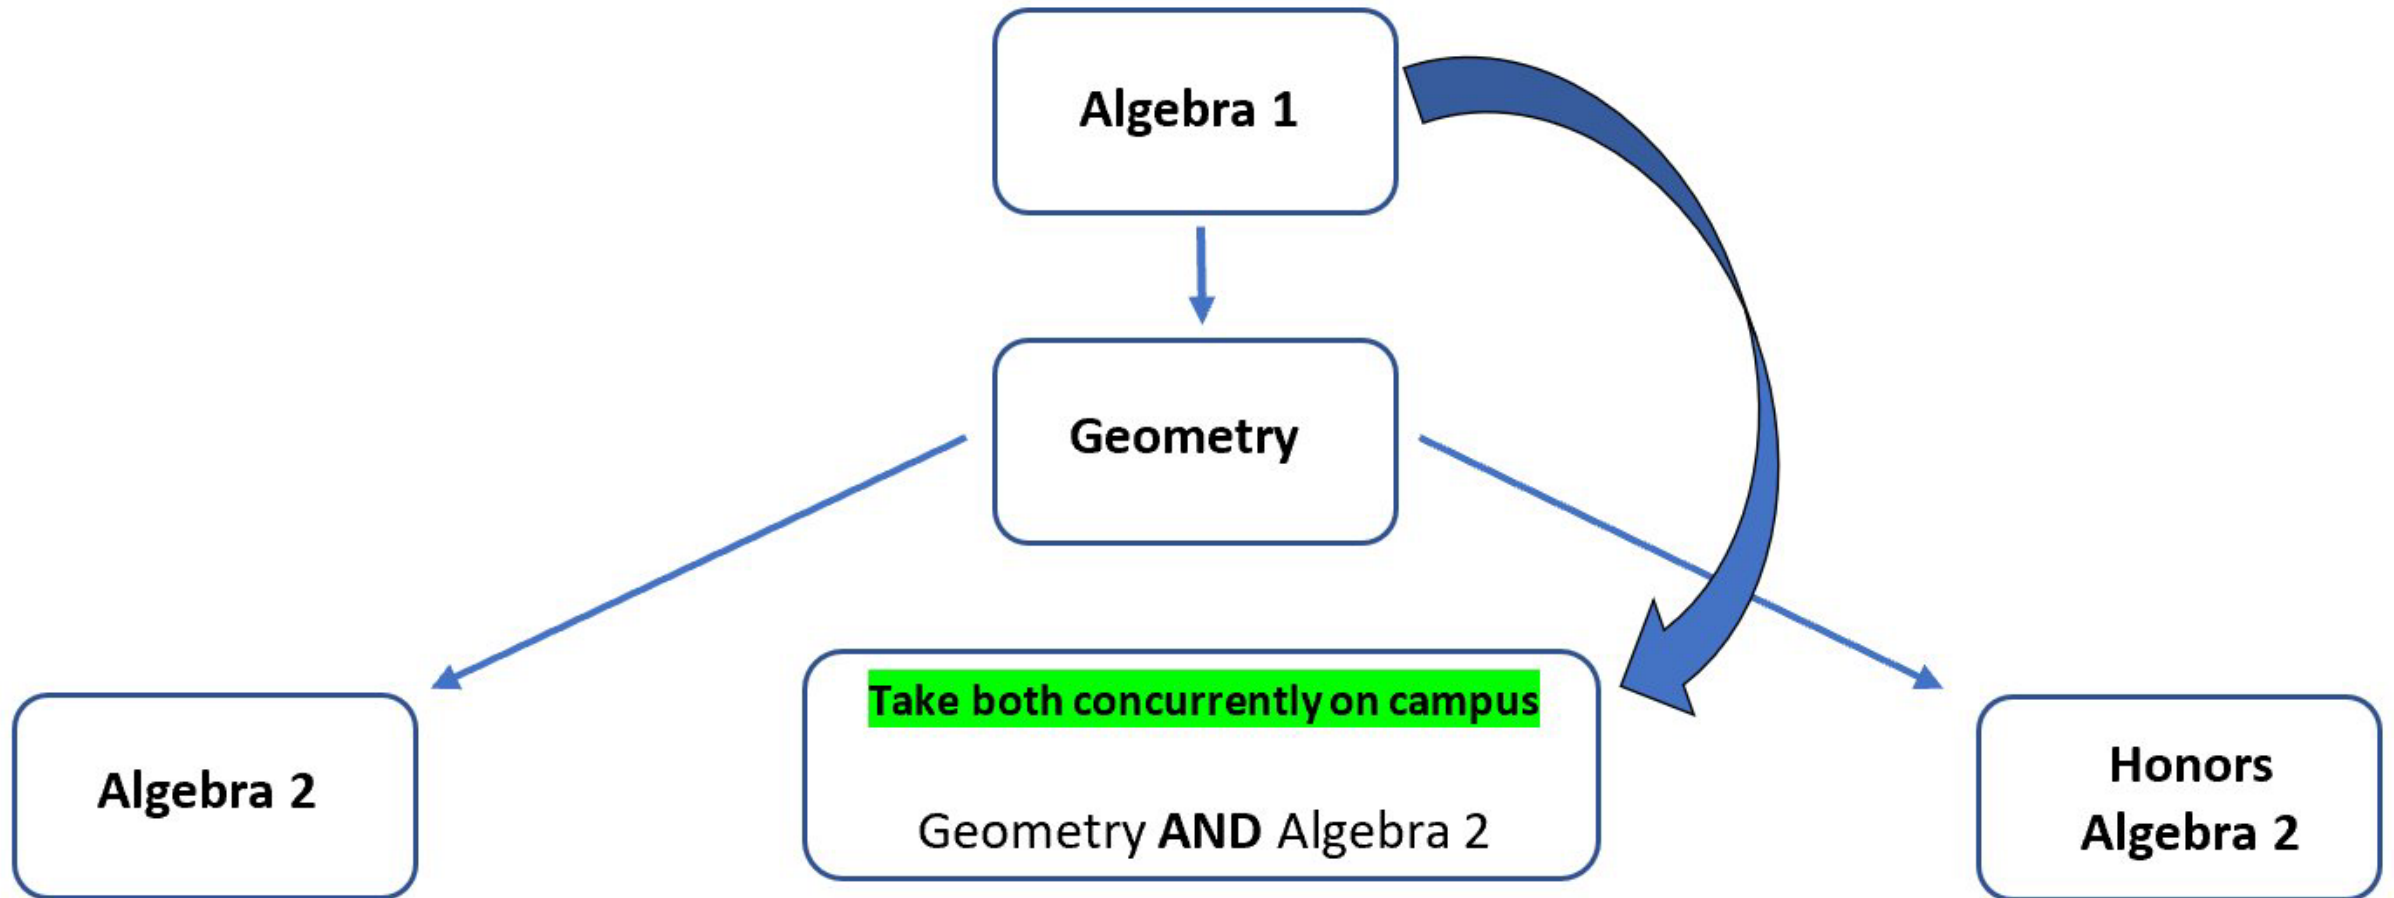 Algebra 1
Geometry
Take both concurrently on campus
Geometry AND Algebra 2
Algebra 2
Honors
Algebra 2